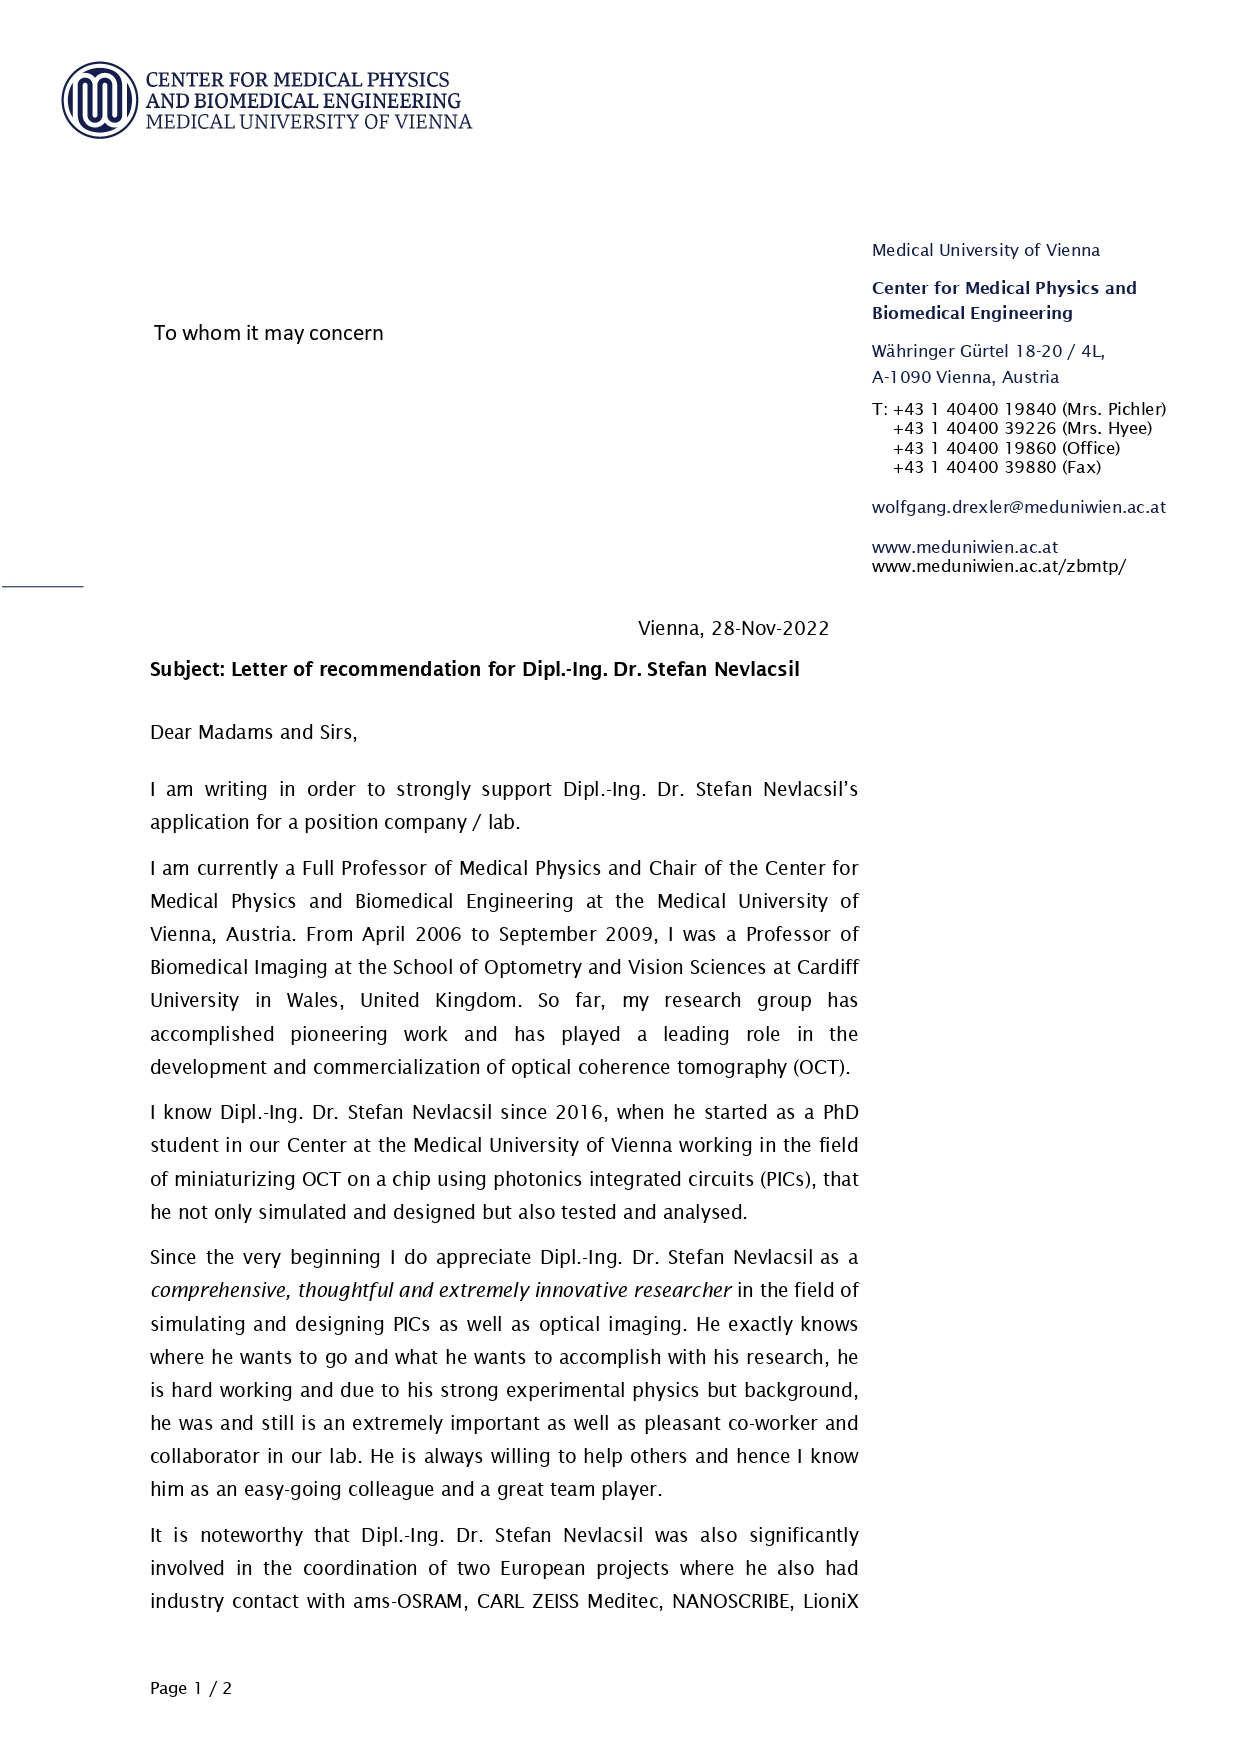 CENTER FOR MEDICAL PHYSICS
AND BIOMEDICAL ENGINEERING
MEDICAL UNIVERSITY OF VIENNA
Medical University of Vienna
Center for Medical Physics and
Biomedical Engineering
To whom it may concern
Währinger Gürtel 18-20 / 4L,
A-1090 Vienna, Austria
T: +43 1 40400 19840 (Mrs. Pichler)
+43 1 40400 39226 (Mrs. Hyee)
+43 1 40400 19860 (Office)
+43 1 40400 39880 (Fax)
wolfgang.drexler@meduniwien.ac.at
www.meduniwien.ac.at
www.meduniwien.ac.at/zbmtp/
Vienna, 28-Nov-2022
Subject: Letter of recommendation for Dipl.-Ing. Dr. Stefan Nevlacsil
Dear Madams and Sirs,
I am writing in order to strongly support Dipl.-Ing. Dr. Stefan Nevlacsil’s
application for a position company / lab.
I am currently a Full Professor of Medical Physics and Chair of the Center for
Medical Physics and Biomedical Engineering at the Medical University of
Vienna, Austria. From April 2006 to September 2009, I was a Professor of
Biomedical Imaging at the School of Optometry and Vision Sciences at Cardiff
University in Wales, United Kingdom. So far, my research group has
accomplished pioneering work and has played a leading role in the
development and commercialization of optical coherence tomography (OCT).
I know Dipl.-Ing. Dr. Stefan Nevlacsil since 2016, when he started as a PhD
student in our Center at the Medical University of Vienna working in the field
of miniaturizing OCT on a chip using photonics integrated circuits (PICs), that
he not only simulated and designed but also tested and analysed.
Since the very beginning I do appreciate Dipl.-Ing. Dr. Stefan Nevlacsil as a
comprehensive, thoughtful and extremely innovative researcher in the field of
simulating and designing PICs as well as optical imaging. He exactly knows
where he wants to go and what he wants to accomplish with his research, he
is hard working and due to his strong experimental physics but background,
he was and still is an extremely important as well as pleasant co-worker and
collaborator in our lab. He is always willing to help others and hence I know
him as an easy-going colleague and a great team player.
It is noteworthy that Dipl.-Ing. Dr. Stefan Nevlacsil was also significantly
involved in the coordination of two European projects where he also had
industry contact with ams-OSRAM, CARL ZEISS Meditec, NANOSCRIBE, LioniX
Page 1 / 2